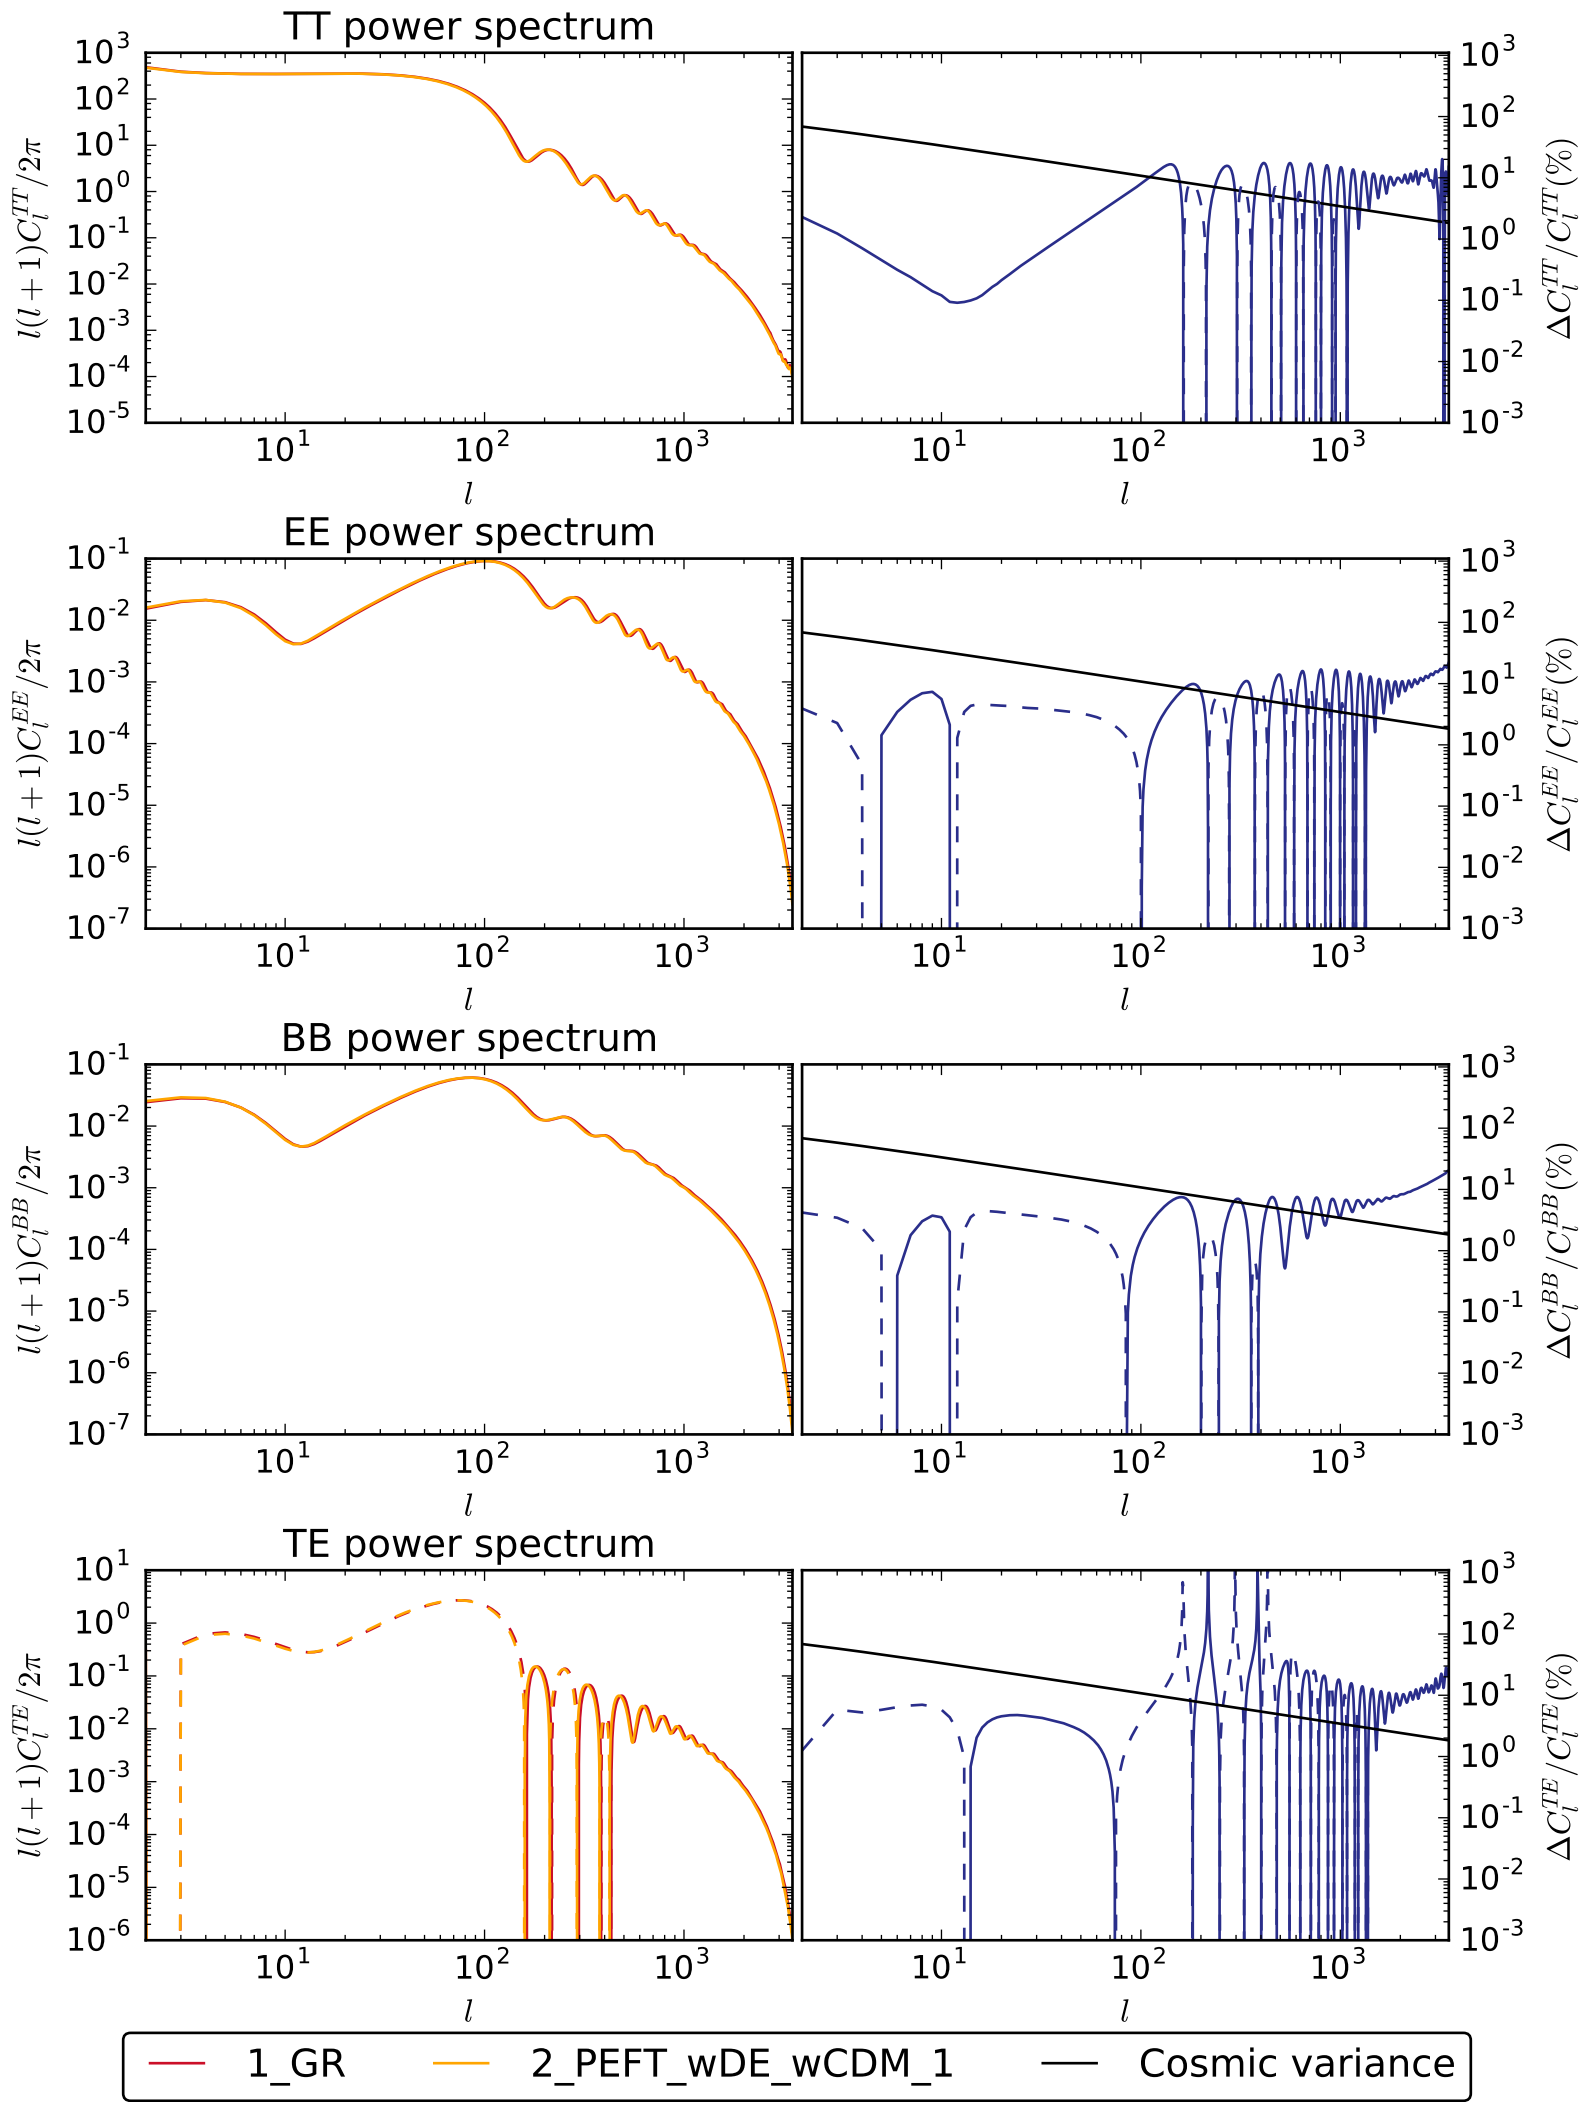 TT power spectrum
10^3
10^2
10^1
10^0
10^-1
10^-2
10^-3
10^-4
10^-5
l(l + 1)C_l^{TT}/2π
10^1 10^2 10^3
l
10^3
10^2
10^1
10^0
10^-1
10^-2
10^-3
ΔC_l^{TT}/C_l^{TT}(%)
10^1 10^2 10^3
l
EE power spectrum
10^-1
10^-2
10^-3
10^-4
10^-5
10^-6
10^-7
l(l + 1)C_l^{EE}/2π
10^1 10^2 10^3
l
10^3
10^2
10^1
10^0
10^-1
10^-2
10^-3
ΔC_l^{EE}/C_l^{EE}(%)
10^1 10^2 10^3
l
BB power spectrum
10^-1
10^-2
10^-3
10^-4
10^-5
10^-6
10^-7
l(l + 1)C_l^{BB}/2π
10^1 10^2 10^3
l
10^3
10^2
10^1
10^0
10^-1
10^-2
10^-3
ΔC_l^{BB}/C_l^{BB}(%)
10^1 10^2 10^3
l
TE power spectrum
10^1
10^0
10^-1
10^-2
10^-3
10^-4
10^-5
10^-6
l(l + 1)C_l^{TE}/2π
10^1 10^2 10^3
l
10^3
10^2
10^1
10^0
10^-1
10^-2
10^-3
ΔC_l^{TE}/C_l^{TE}(%)
10^1 10^2 10^3
l
1_GR 2_PEFT_wDE_wCDM_1 Cosmic variance